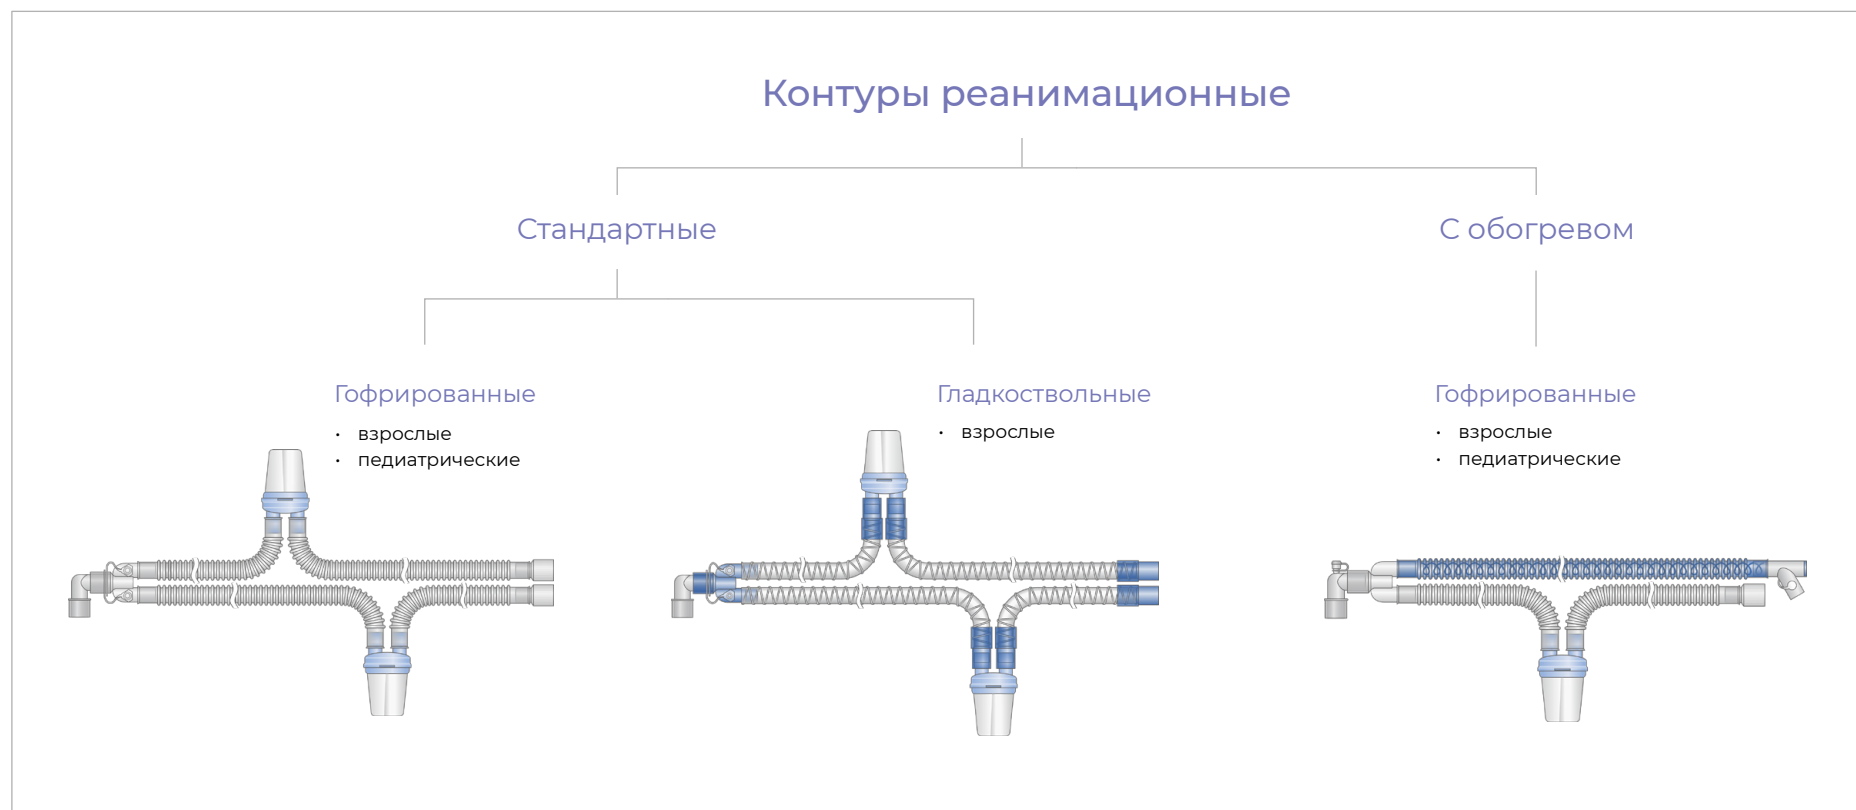 Контуры реанимационные
Стандартные
С обогревом
Гофрированные
• взрослые
• педиатрические
Гладкоствольные
• взрослые
Гофрированные
• взрослые
• педиатрические